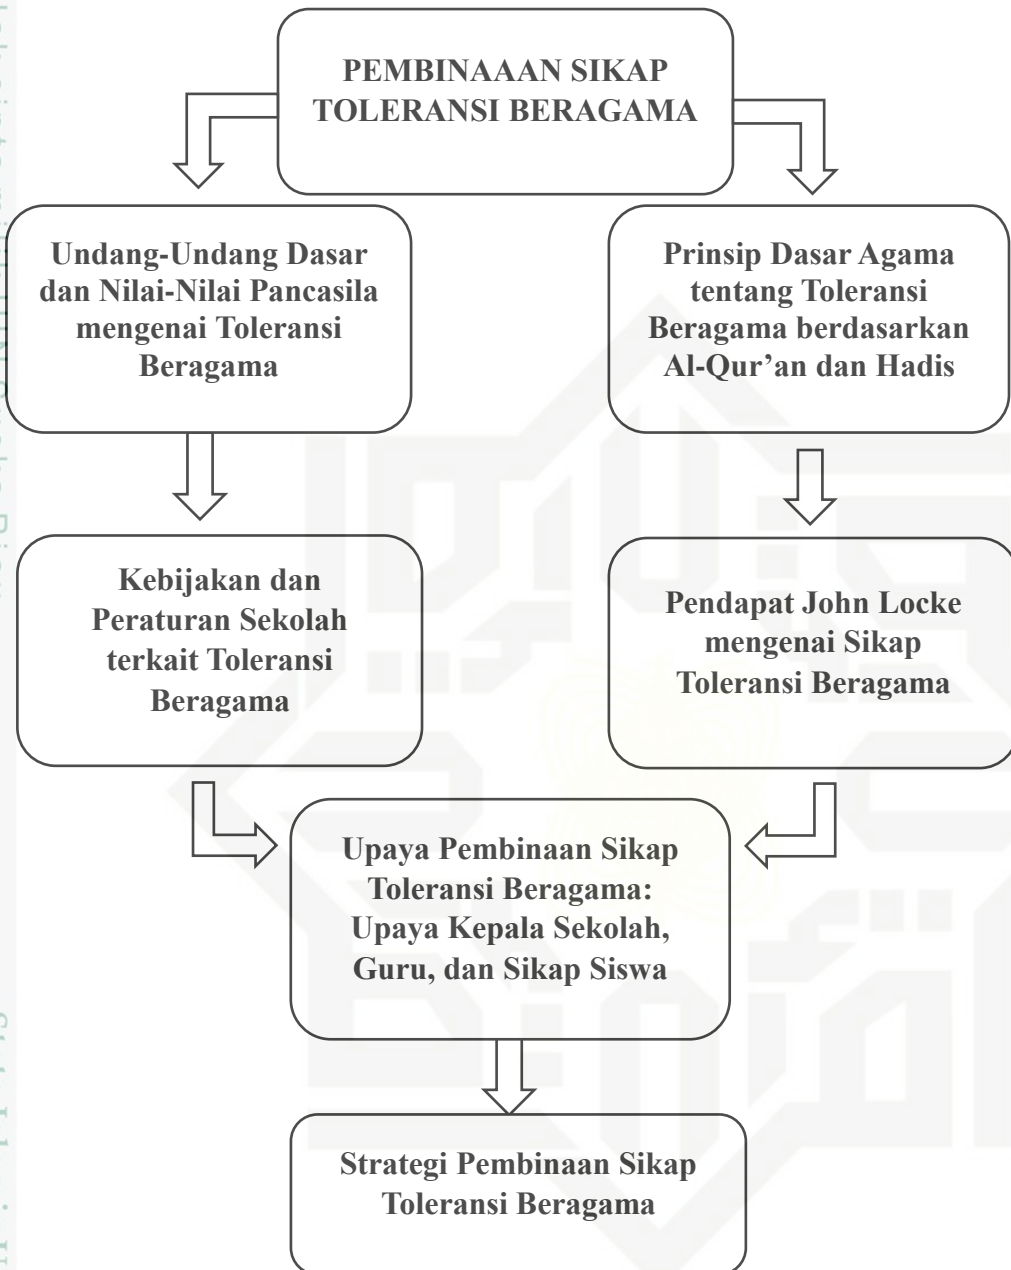 PEMBINAAAN SIKAP
TOLERANSI BERAGAMA
Undang-Undang Dasar
dan Nilai-Nilai Pancasila
mengenai Toleransi
Beragama
Prinsip Dasar Agama
tentang Toleransi
Beragama berdasarkan
Al-Qur’an dan Hadis
Kebijakan dan
Peraturan Sekolah
terkait Toleransi
Beragama
Pendapat John Locke
mengenai Sikap
Toleransi Beragama
Upaya Pembinaan Sikap
Toleransi Beragama:
Upaya Kepala Sekolah,
Guru, dan Sikap Siswa
Strategi Pembinaan Sikap
Toleransi Beragama